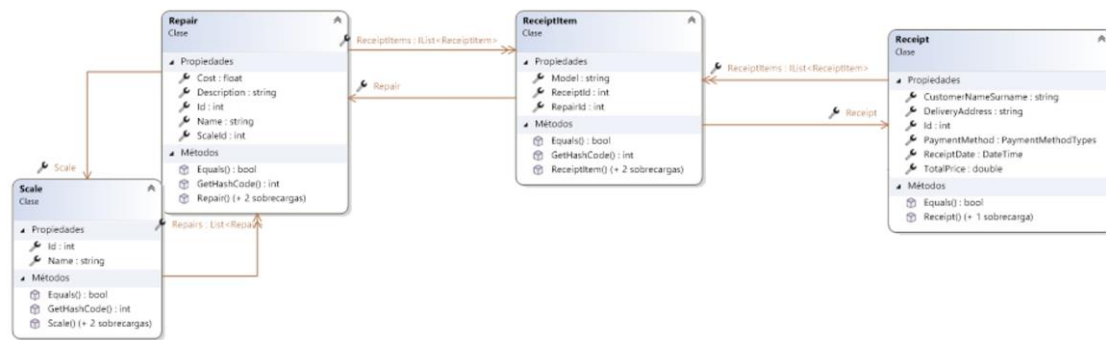 Repair
Clase
Propiedades
Cost : float
Description : string
Id : int
Name : string
ScaleId : int
Métodos
Equals() : bool
GetHashCode() : int
Repair() (+ 2 sobrecargas)
ReceiptItems : IList<ReceiptItem>
Repair
ReceiptItem
Clase
Propiedades
Model : string
ReceiptId : int
RepairId : int
Métodos
Equals() : bool
GetHashCode() : int
ReceiptItem() (+ 2 sobrecargas)
ReceiptItems : IList<ReceiptItem>
Receipt
Receipt
Clase
Propiedades
CustomerNameSurname : string
DeliveryAddress : string
Id : int
PaymentMethod : PaymentMethodTypes
ReceiptDate : DateTime
TotalPrice : double
Métodos
Equals() : bool
Receipt() (+ 1 sobrecarga)
Scale
Scale
Clase
Propiedades
Id : int
Name : string
Métodos
Equals() : bool
GetHashCode() : int
Scale() (+ 2 sobrecargas)
Repairs : List<Repair>